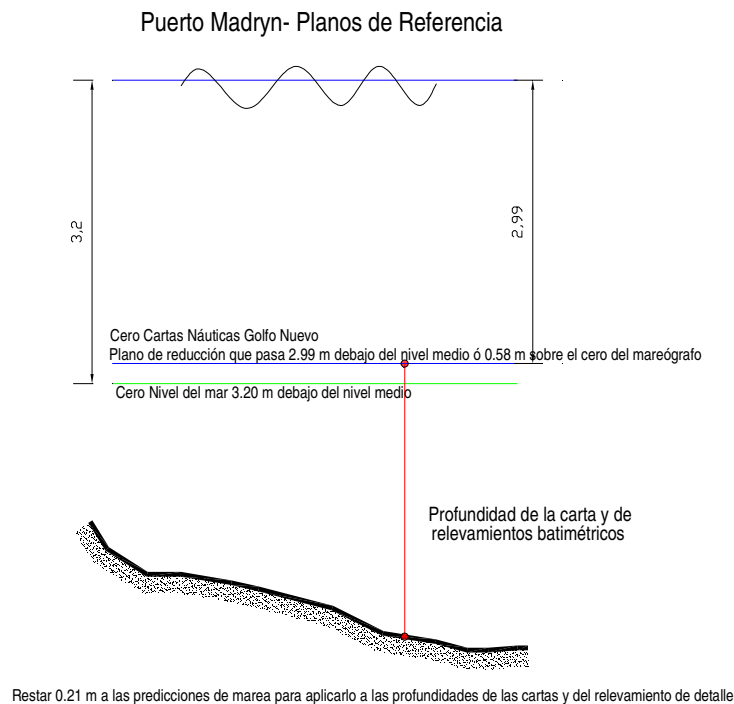 Puerto Madryn- Planos de Referencia
3,2
2,99
Cero Cartas Náuticas Golfo Nuevo
Plano de reducción que pasa 2.99 m debajo del nivel medio ó 0.58 m sobre el cero del mareógrafo
Cero Nivel del mar 3.20 m debajo del nivel medio
Profundidad de la carta y de
relevamientos batimétricos
Restar 0.21 m a las predicciones de marea para aplicarlo a las profundidades de las cartas y del relevamiento de detalle